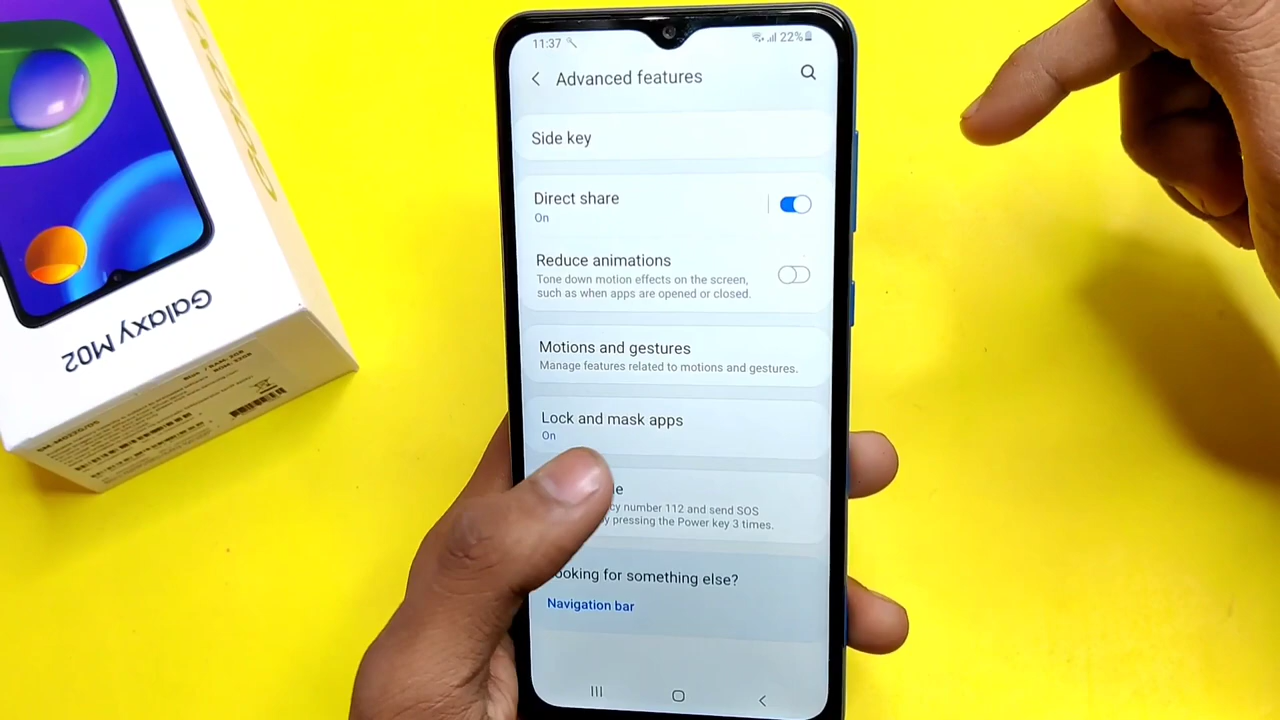 11:37
22%
Advanced features
Side key
Direct share
On
Reduce animations
Tone down motion effects on the screen,
such as when apps are opened or closed.
Motions and gestures
Manage features related to motions and gestures.
Lock and mask apps
On
number 112 and send SOS
pressing the Power key 3 times.
Looking for something else?
Navigation bar
Galaxy M02